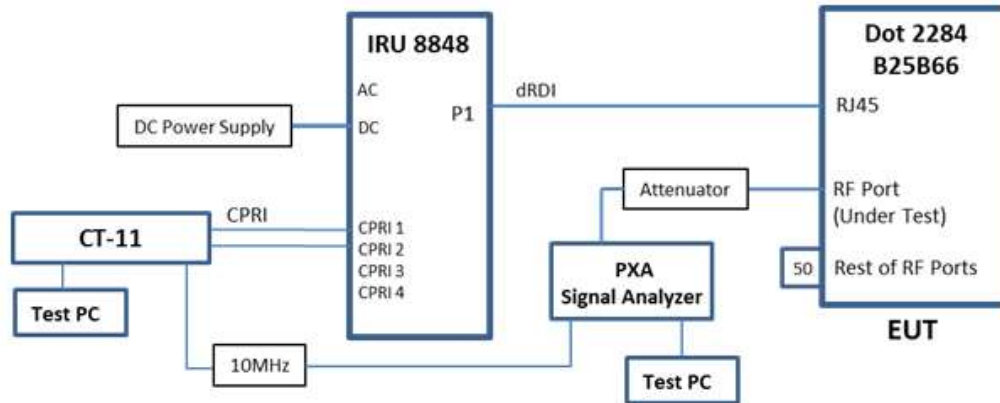 IRU 8848
AC
DC
P1
CPRI 1
CPRI 2
CPRI 3
CPRI 4
DC Power Supply
CPRI
CT-11
Test PC
10MHz
dRDI
Attenuator
PXA
Signal Analyzer
Test PC
Dot 2284
B25B66
RJ45
RF Port
(Under Test)
50
Rest of RF Ports
EUT